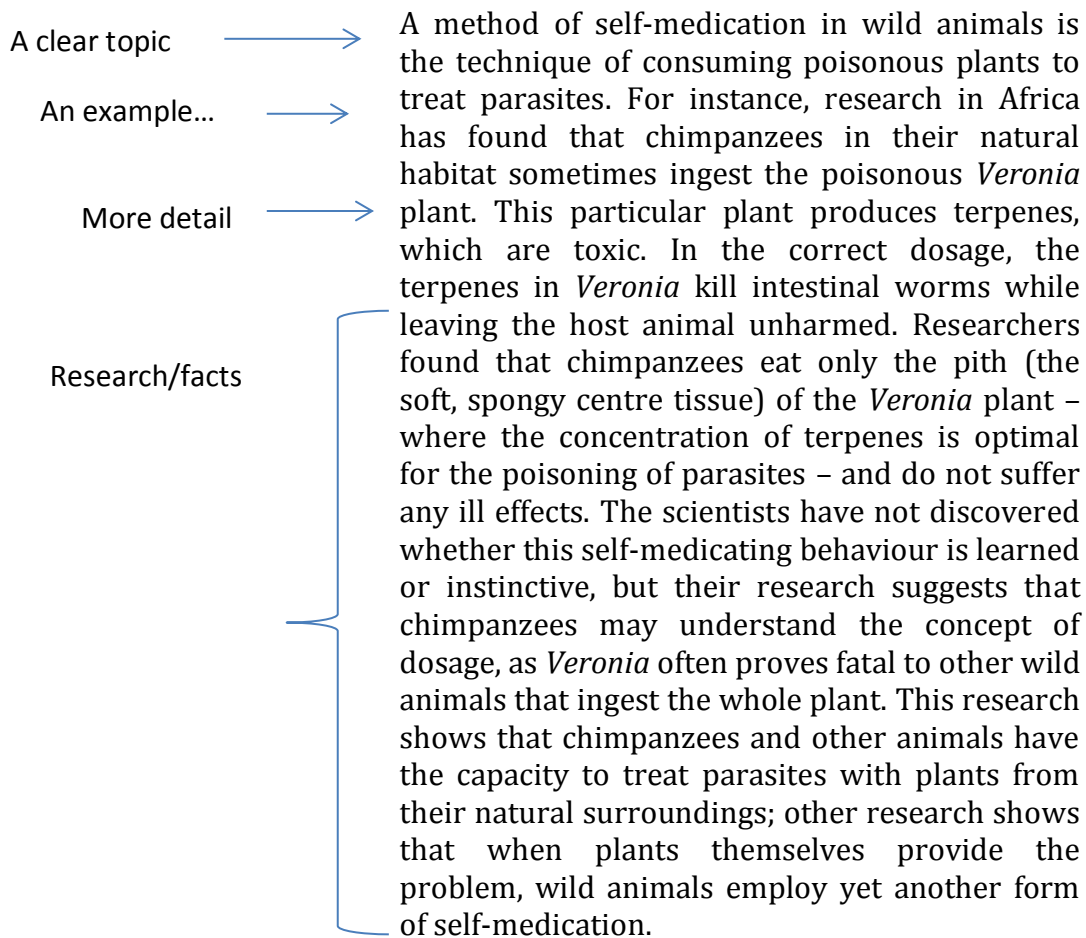 A clear topic
An example…
More detail
Research/facts
A method of self-medication in wild animals is
the technique of consuming poisonous plants to
treat parasites. For instance, research in Africa
has found that chimpanzees in their natural
habitat sometimes ingest the poisonous Veronia
plant. This particular plant produces terpenes,
which are toxic. In the correct dosage, the
terpenes in Veronia kill intestinal worms while
leaving the host animal unharmed. Researchers
found that chimpanzees eat only the pith (the
soft, spongy centre tissue) of the Veronia plant –
where the concentration of terpenes is optimal
for the poisoning of parasites – and do not suffer
any ill effects. The scientists have not discovered
whether this self-medicating behaviour is learned
or instinctive, but their research suggests that
chimpanzees may understand the concept of
dosage, as Veronia often proves fatal to other wild
animals that ingest the whole plant. This research
shows that chimpanzees and other animals have
the capacity to treat parasites with plants from
their natural surroundings; other research shows
that when plants themselves provide the
problem, wild animals employ yet another form
of self-medication.